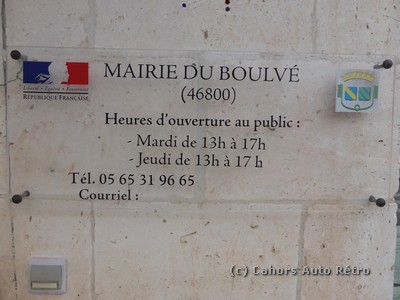 MAIRIE DU BOULVÉ
(46800)
Liberté • Égalité • Fraternité
RÉPUBLIQUE FRANÇAISE
Heures d'ouverture au public :
- Mardi de 13h à 17h
- Jeudi de 13h à 17 h
Tél. 05 65 31 96 65
Courriel :
(c) Cahors Auto Rétro